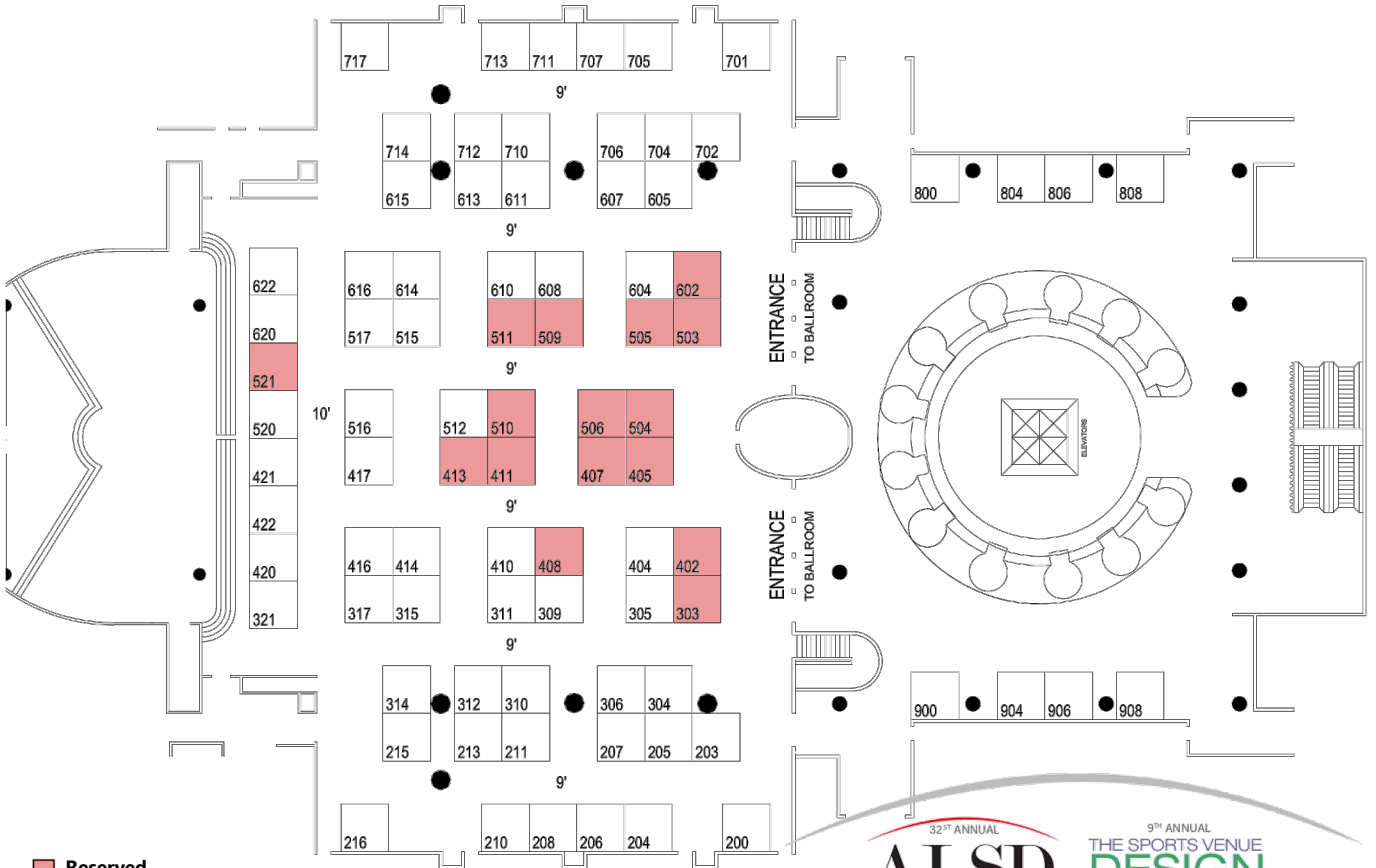 717 713 711 707 705 701
9'
714 712 710 706 704 702
615 613 611 607 605
800 804 806 808
9'
622 616 614 610 608 604 602
620 517 515 511 509 505 503
ENTRANCE
TO BALLROOM
521
9'
10'
520 516 512 510 506 504
421 417 413 411 407 405
ELEVATORS
9'
422
420 416 414 410 408 404 402
321 317 315 311 309 305 303
ENTRANCE
TO BALLROOM
9'
314 312 310 306 304
900 904 906 908
215 213 211 207 205 203
9'
216 210 208 206 204 200
Reserved
32ST ANNUAL
ALSD
9TH ANNUAL
THE SPORTS VENUE
DESIGN